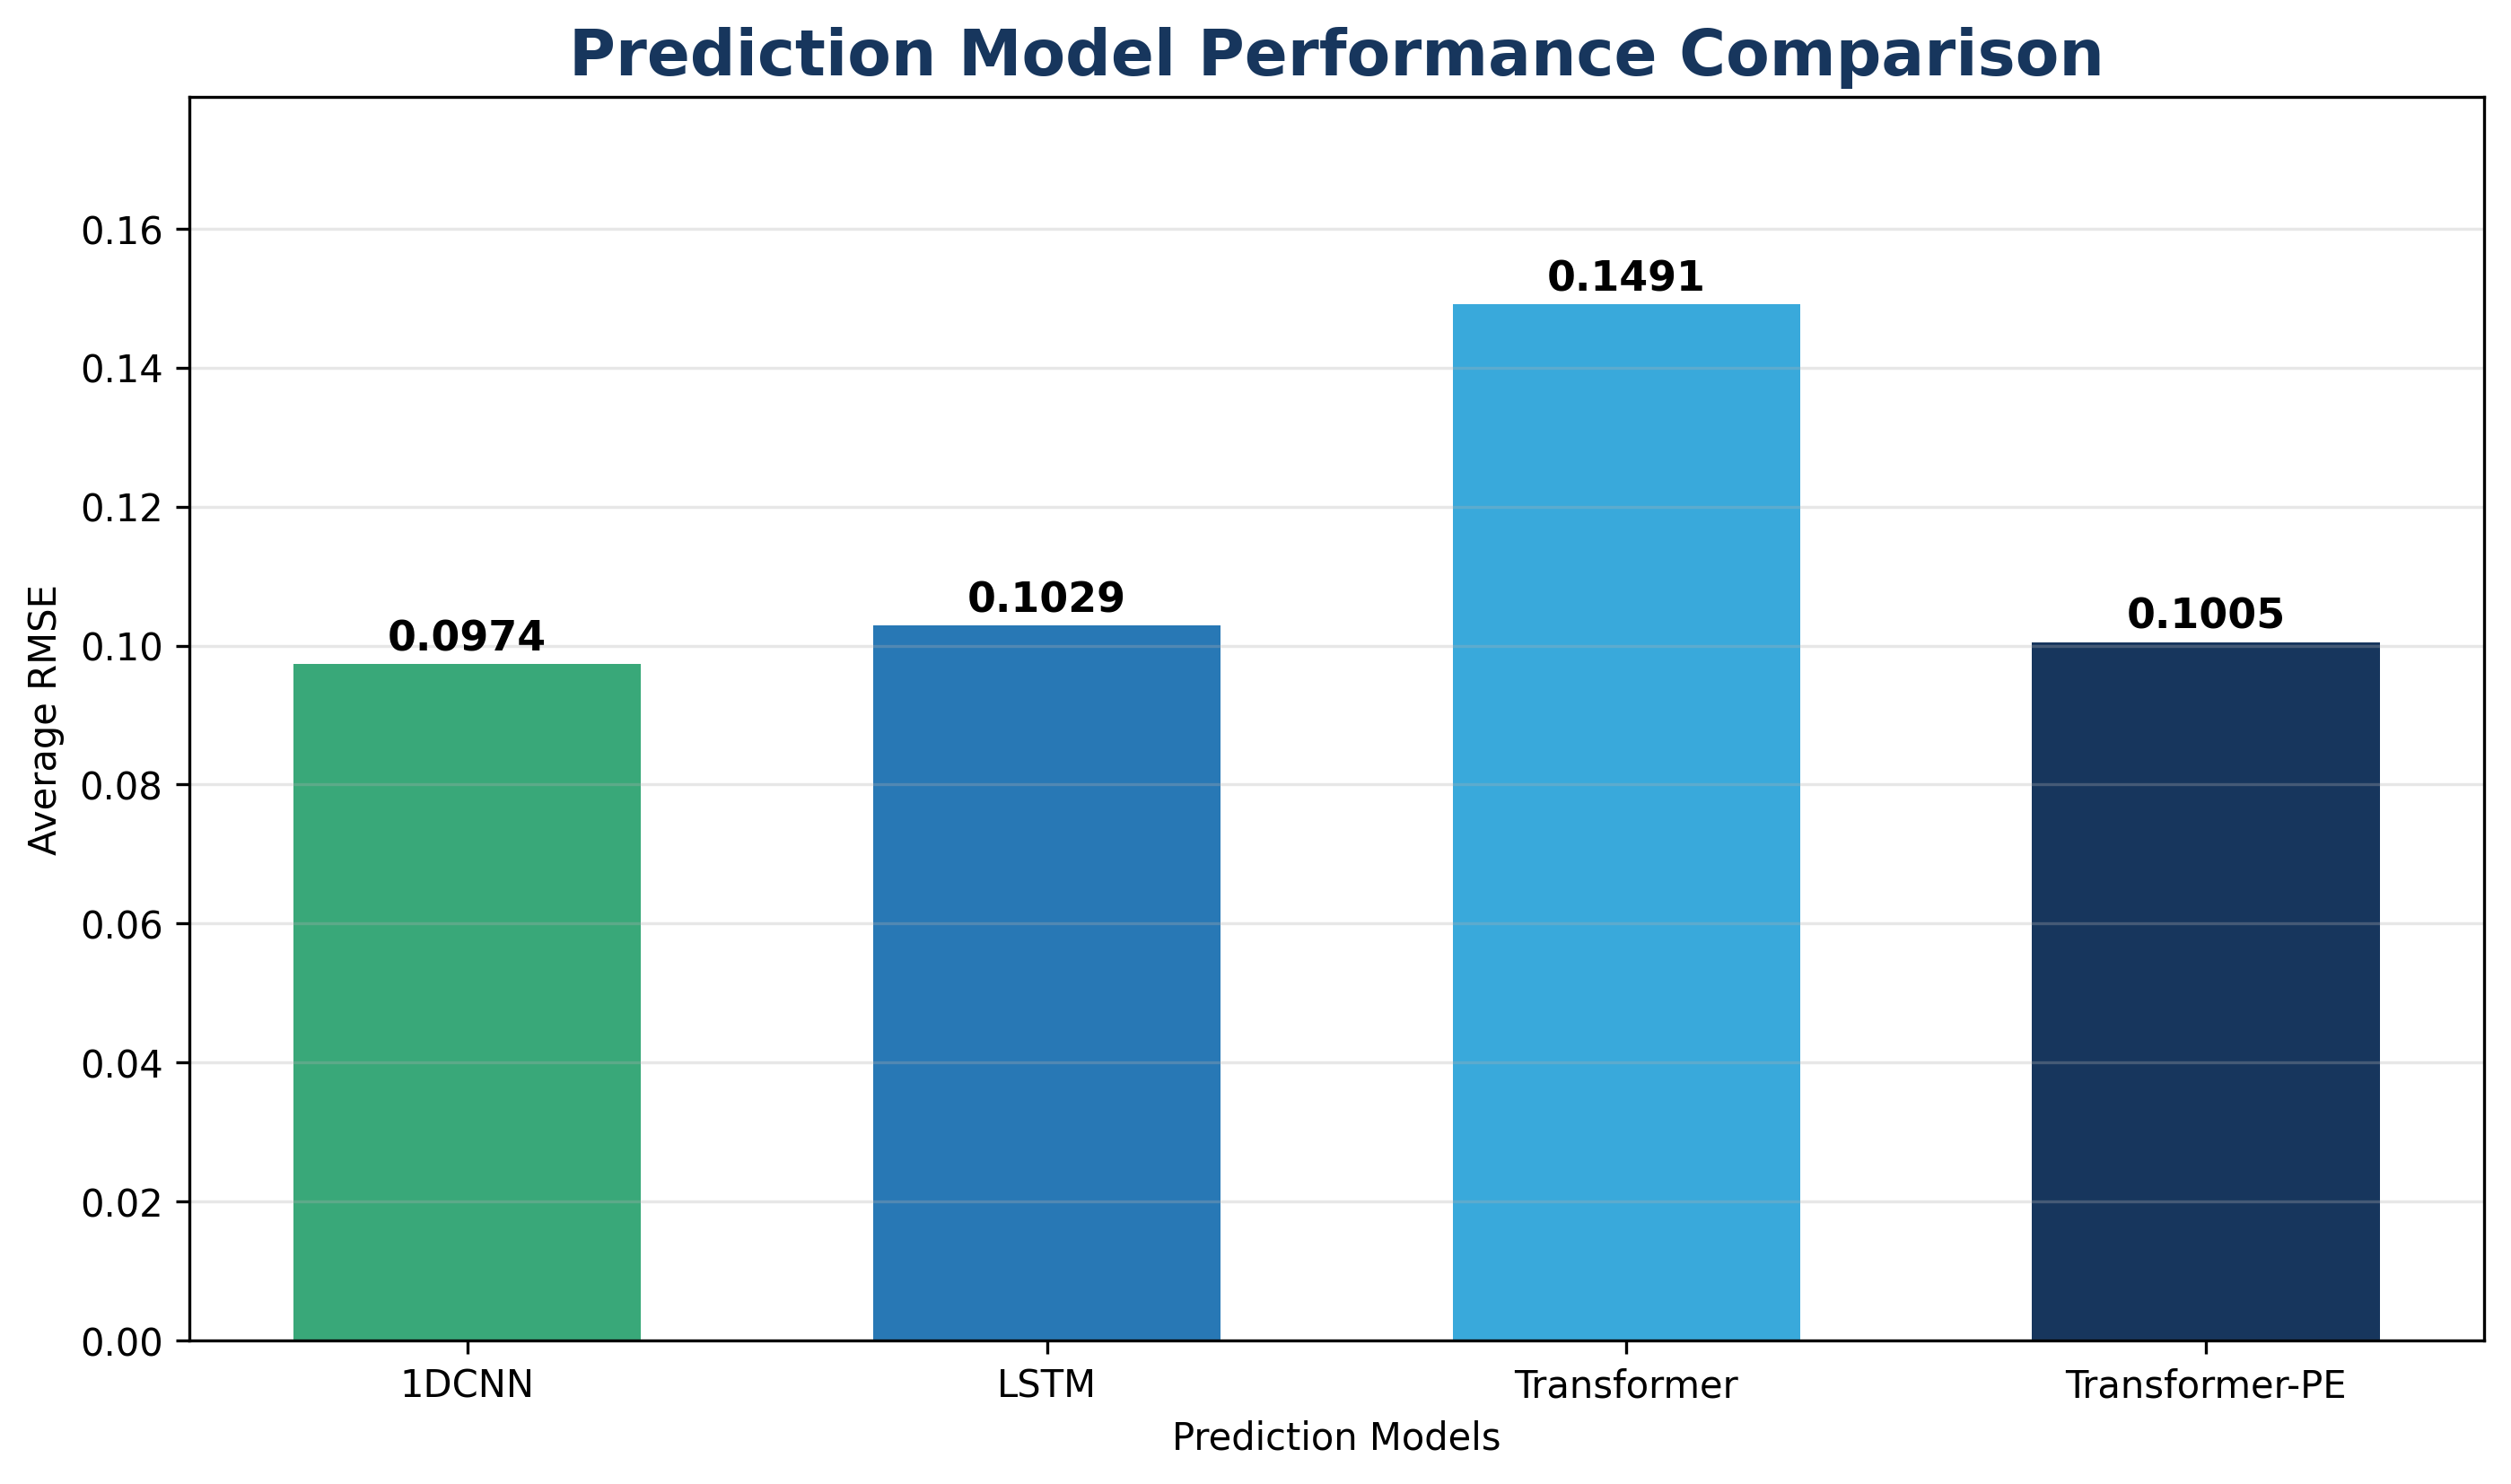 Prediction Model Performance Comparison
Average RMSE
0.16
0.14
0.12
0.10
0.08
0.06
0.04
0.02
0.00
0.0974
0.1029
0.1491
0.1005
1DCNN
LSTM
Transformer
Transformer-PE
Prediction Models